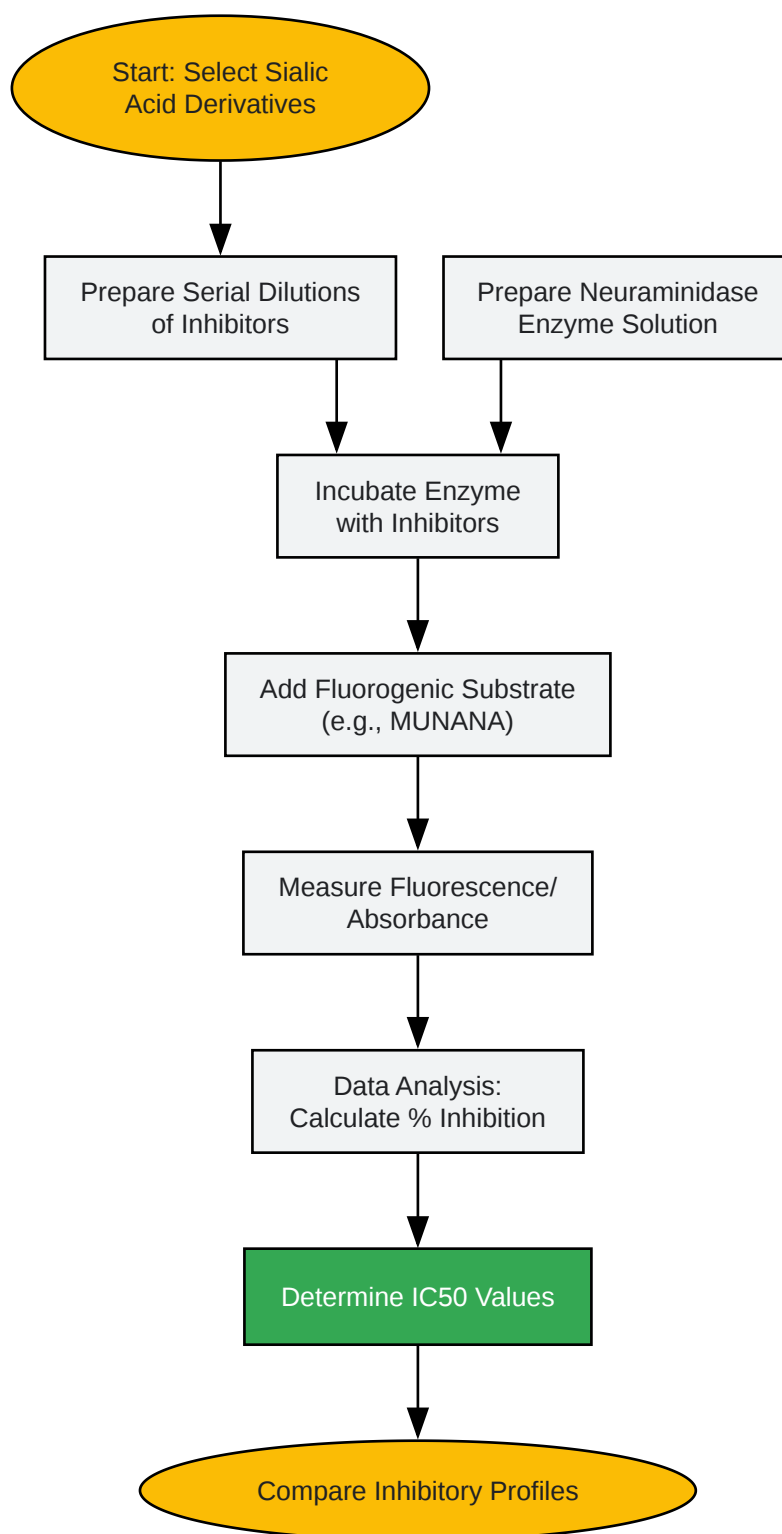 Start: Select Sialic
Acid Derivatives
Prepare Serial Dilutions
of Inhibitors
Prepare Neuraminidase
Enzyme Solution
Incubate Enzyme
with Inhibitors
Add Fluorogenic Substrate
(e.g., MUNANA)
Measure Fluorescence/
Absorbance
Data Analysis:
Calculate % Inhibition
Determine IC50 Values
Compare Inhibitory Profiles